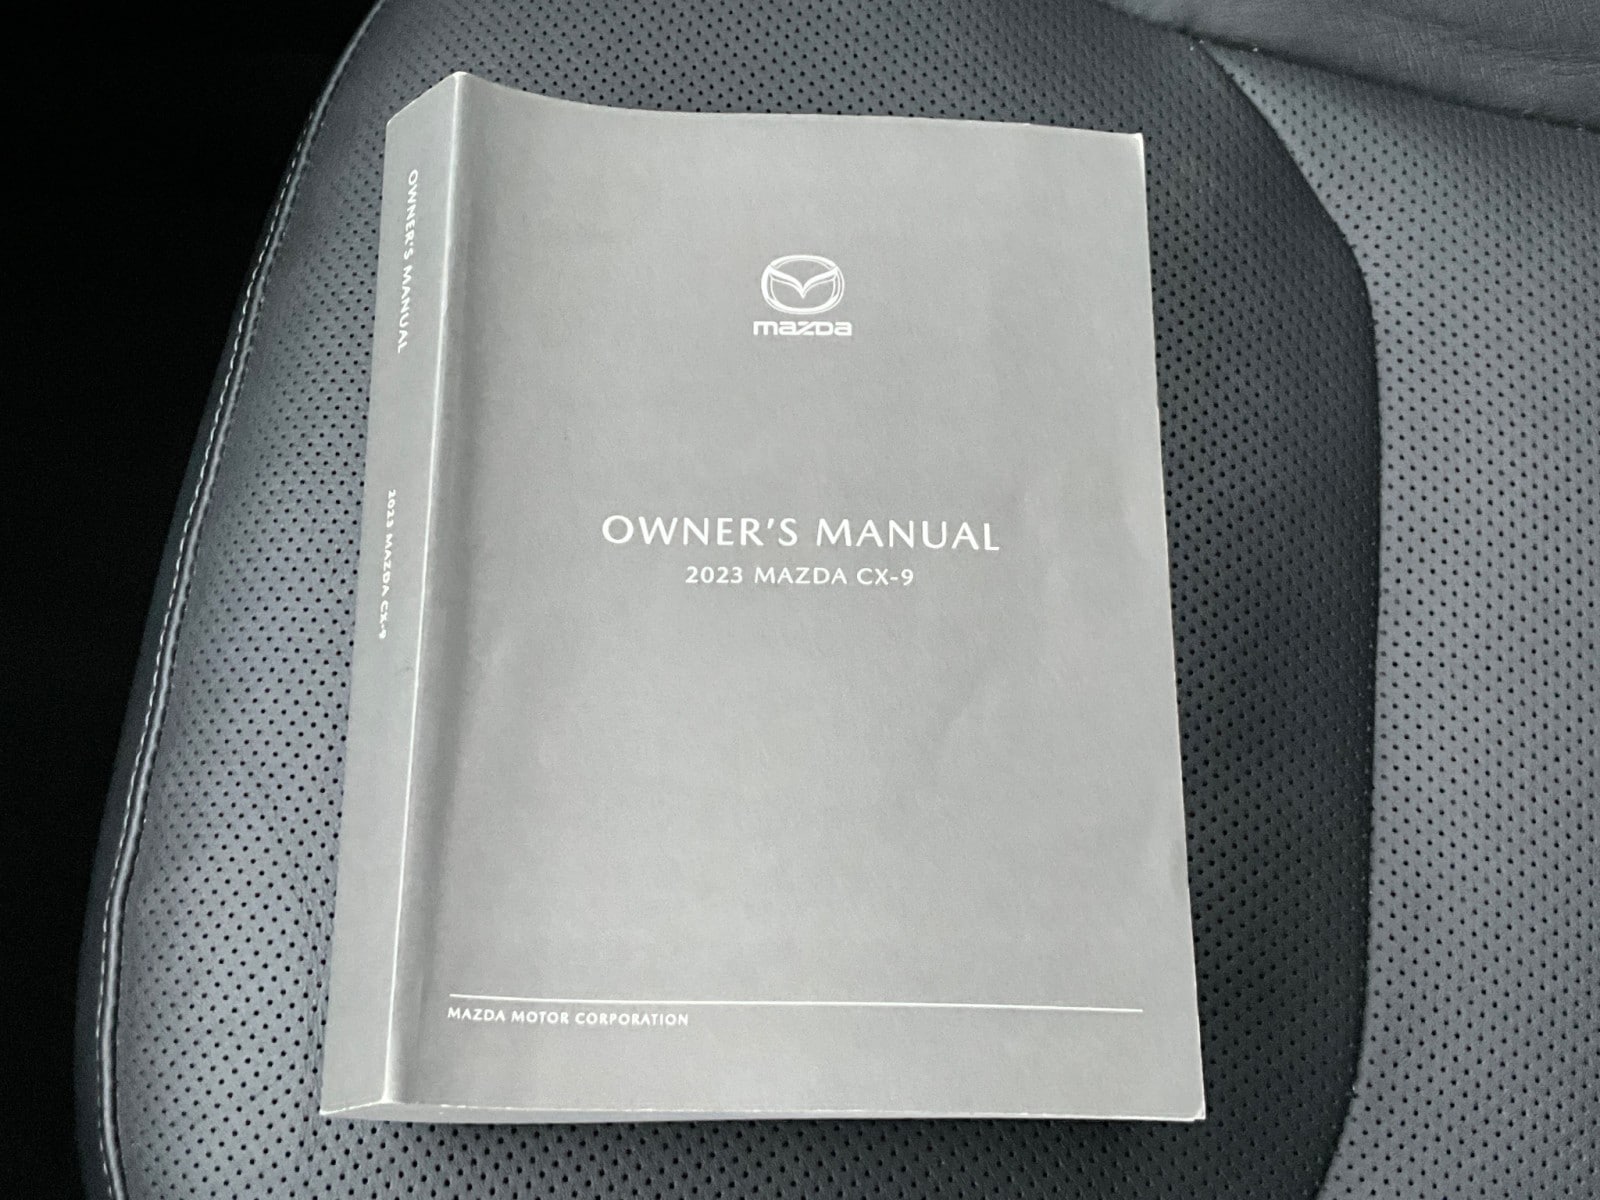 OWNER'S MANUAL
2023 MAZDA CX-9
mazda
OWNER'S MANUAL
2023 MAZDA CX-9
MAZDA MOTOR CORPORATION